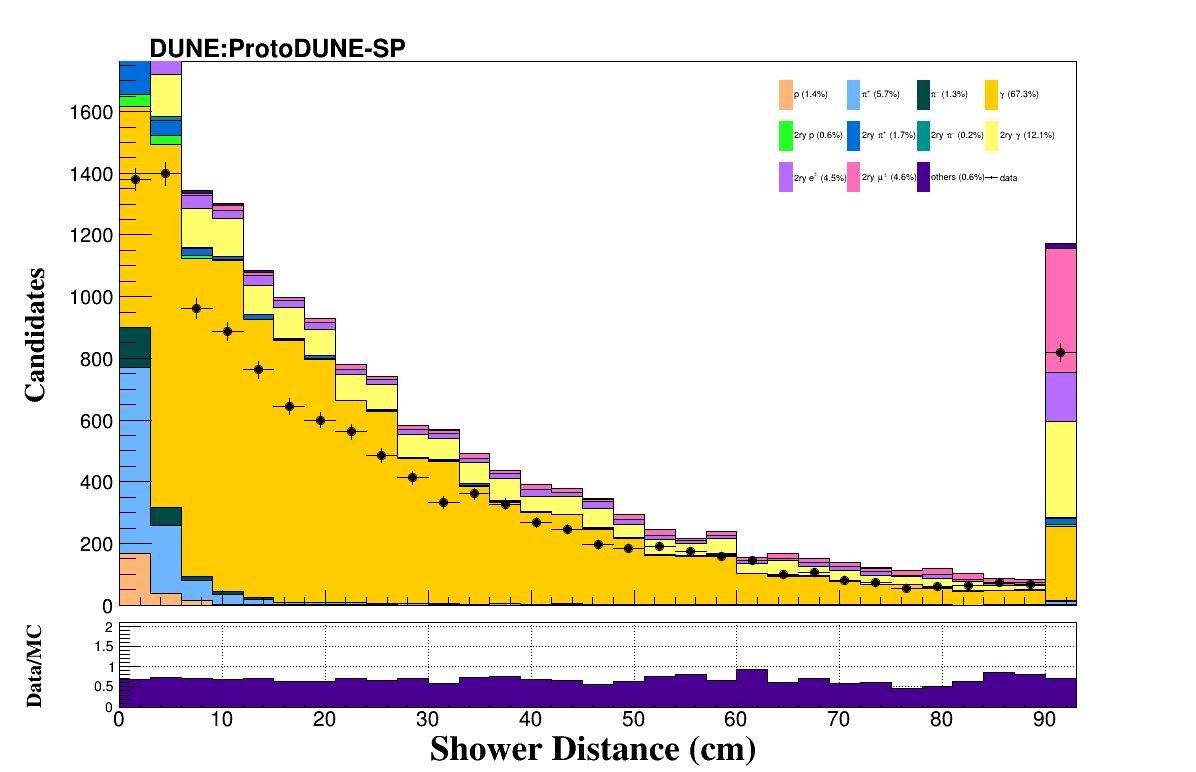 DUNE:ProtoDUNE-SP
p (1.4%) π⁺ (5.7%) π⁻ (1.3%) γ (67.3%)
2ry p (0.6%) 2ry π⁺ (1.7%) 2ry π⁻ (0.2%) 2ry γ (12.1%)
2ry e± (4.5%) 2ry μ± (4.6%) others (0.6%) data
Candidates
1600
1400
1200
1000
800
600
400
200
0
Data/MC
2
1.5
1
0.5
0
0 10 20 30 40 50 60 70 80 90
Shower Distance (cm)